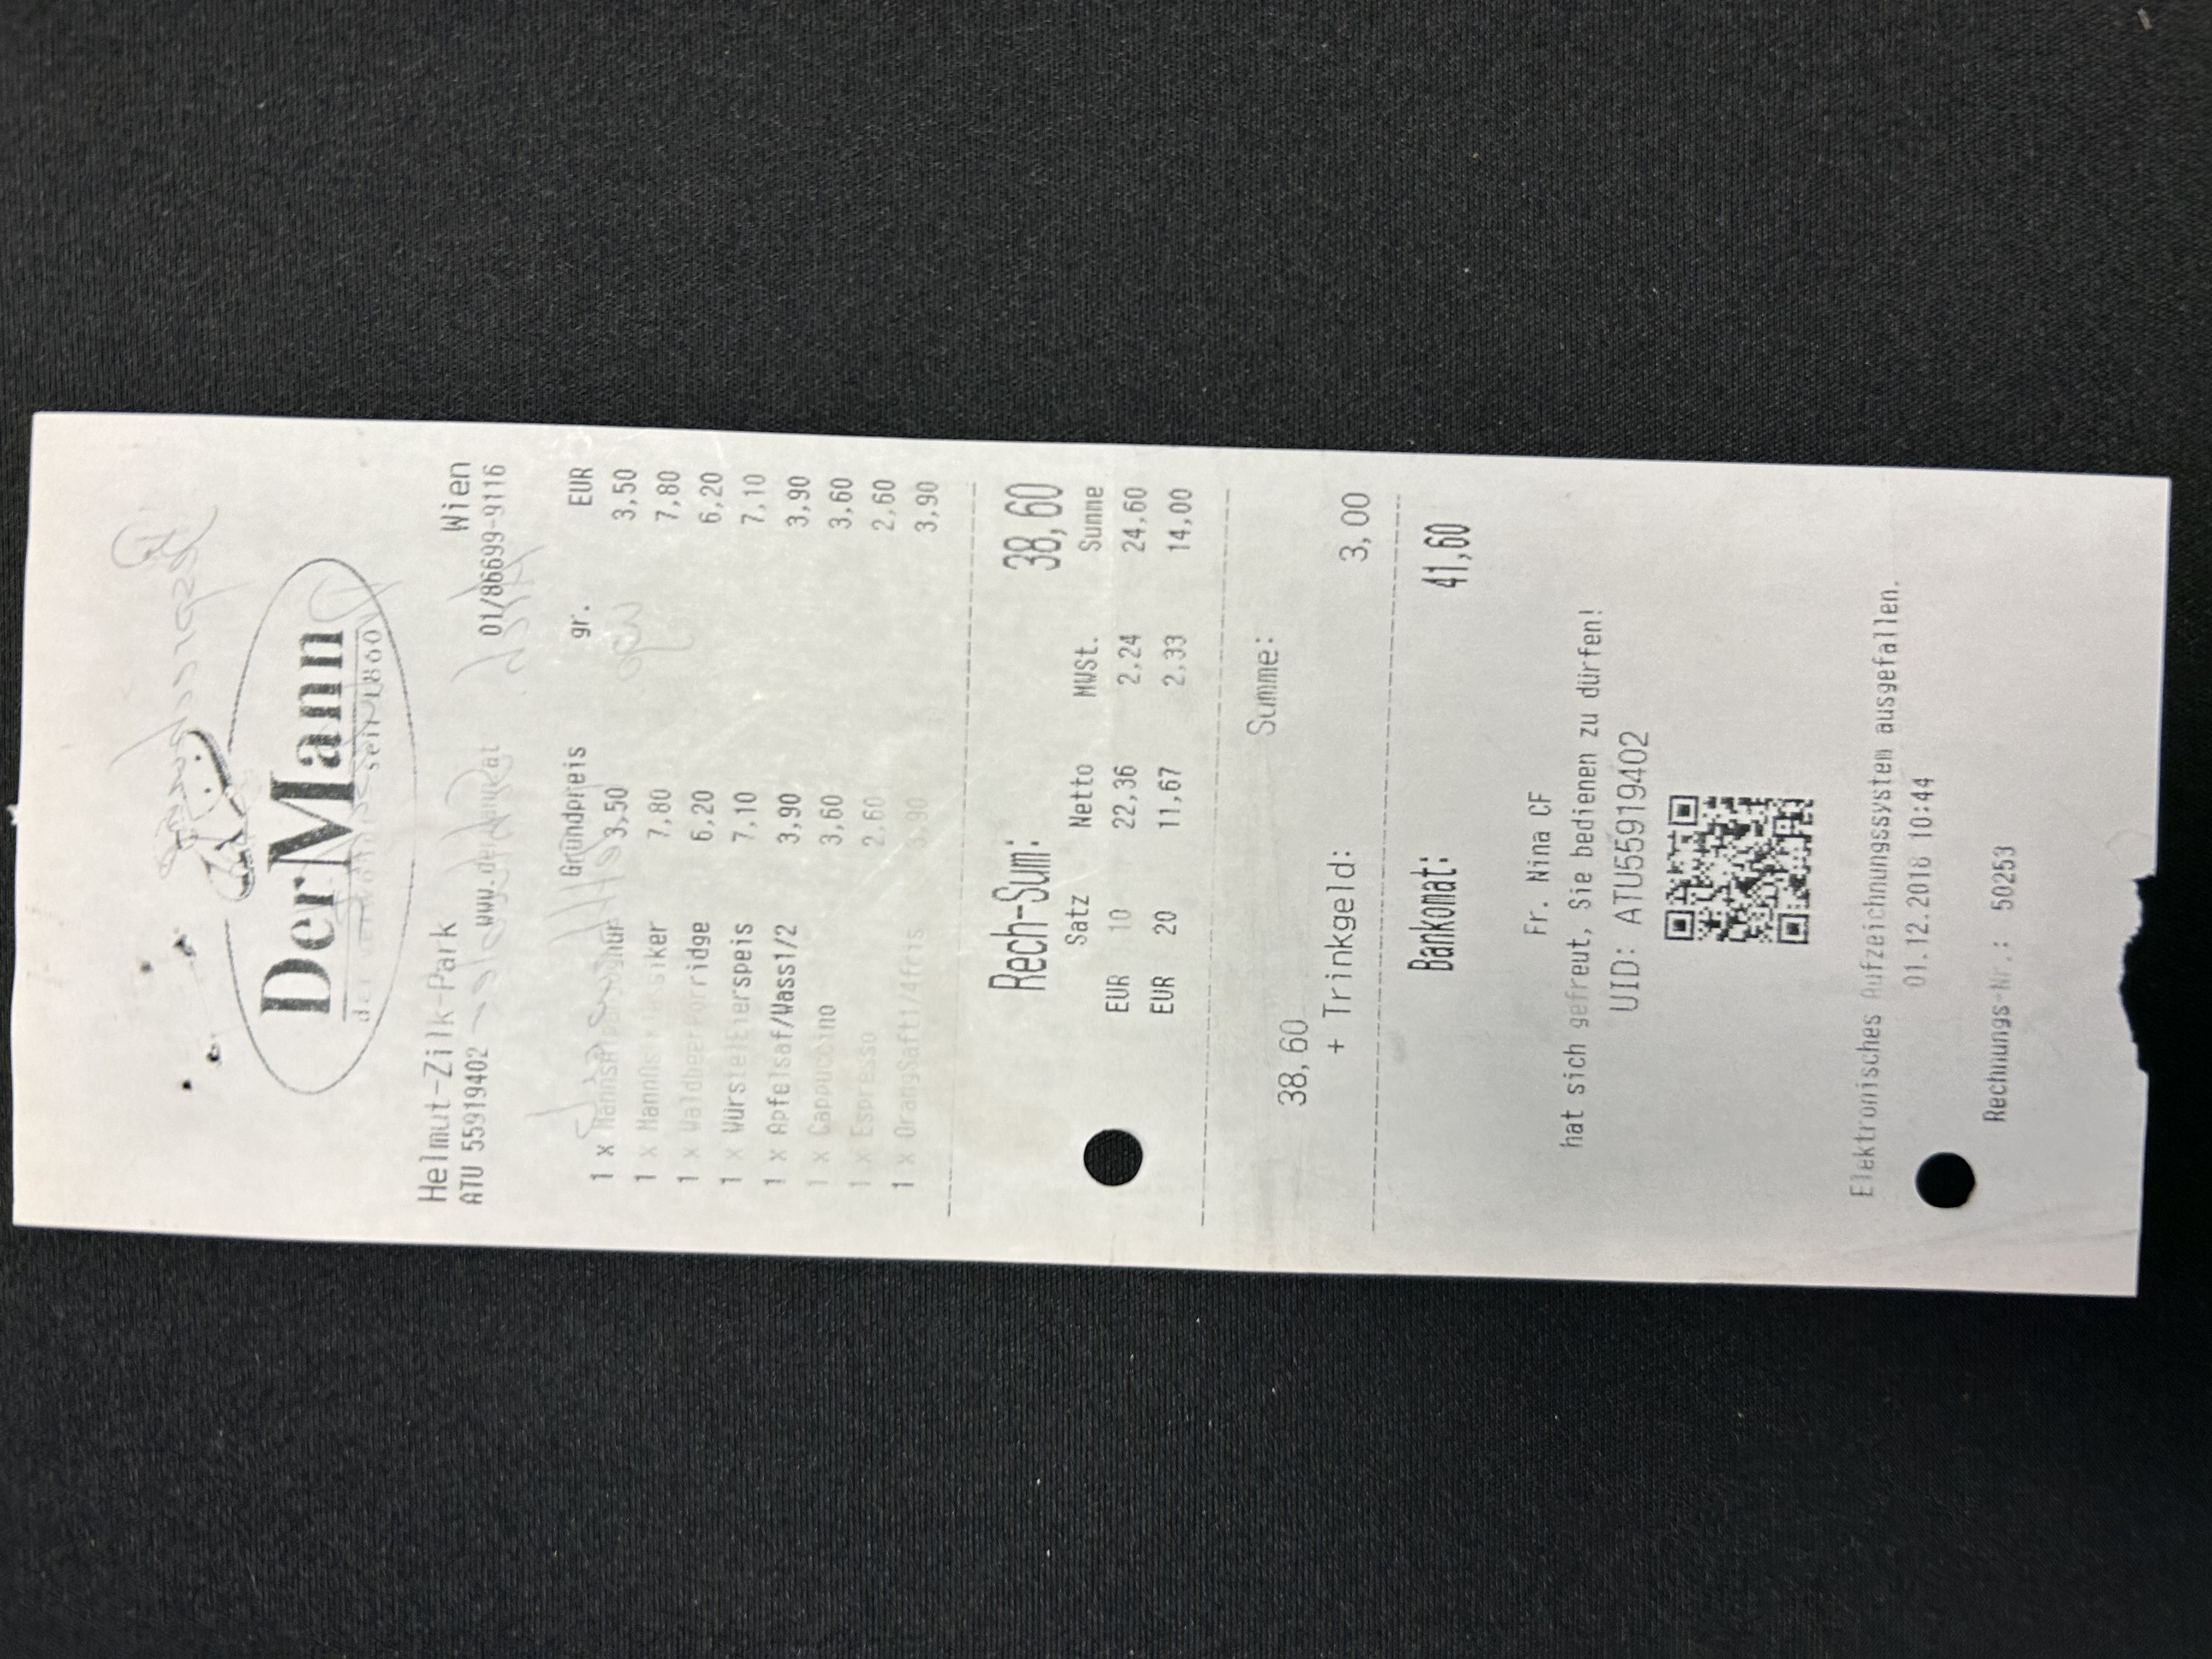 DerMann
der verwöhnt seit 1860
Helmut-Zilk-Park Wien
ATU 55919402 www.dermann.at 01/86699-9116
Grundpreis gr. EUR
1 x 3,50 3,50
1 x 7,80 7,80
1 x WaldbeerPorridge 6,20 6,20
1 x WürstelEierspeis 7,10 7,10
1 x Apfelsaf/Wass1/2 3,90 3,90
1 x Cappuccino 3,60 3,60
1 x Espresso 2,60 2,60
1 x OrangSaft1/4fris 3,90 3,90
Rech-Sum: 38,60
Satz Netto MWSt. Summe
EUR 10 22,36 2,24 24,60
EUR 20 11,67 2,33 14,00
Summe:
38,60
+ Trinkgeld: 3,00
Bankomat: 41,60
Fr. Nina CF
hat sich gefreut, Sie bedienen zu dürfen!
UID: ATU55919402
Elektronisches Aufzeichnungssystem ausgefallen.
01.12.2018 10:44
Rechnungs-Nr.: 50253